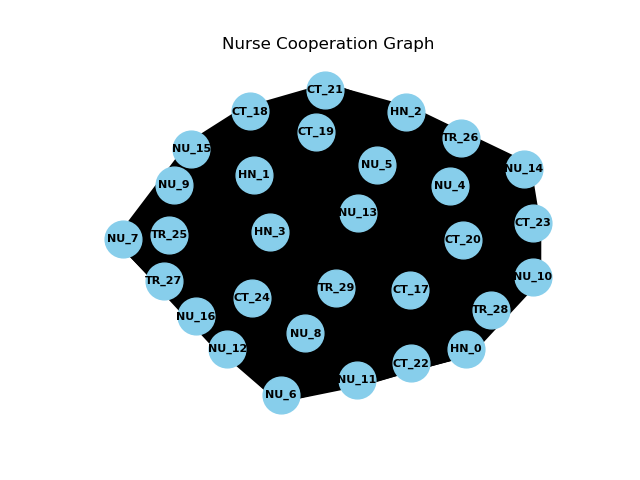 Nurse Cooperation Graph
CT_21
CT_18
HN_2
CT_19
TR_26
NU_15
NU_5
NU_14
HN_1
NU_9
NU_4
NU_13
CT_23
HN_3
TR_25
NU_7
CT_20
NU_10
TR_27
TR_29
CT_17
CT_24
TR_28
NU_16
NU_8
NU_12
HN_0
CT_22
NU_11
NU_6